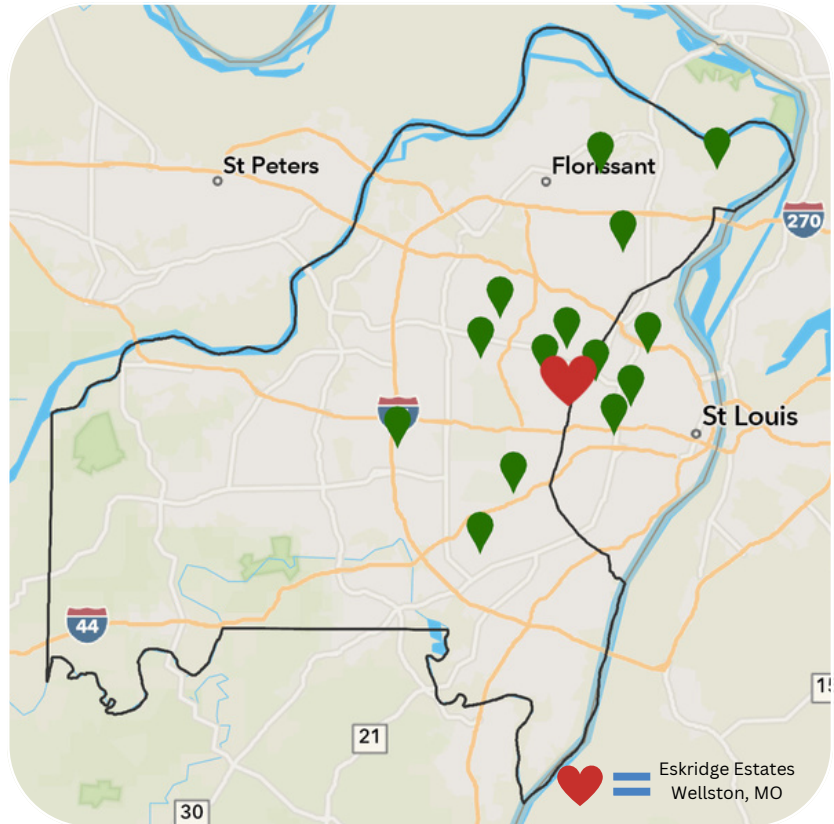 St Peters
Florissant
270
St Louis
44
21
15
30
Eskridge Estates
Wellston, MO